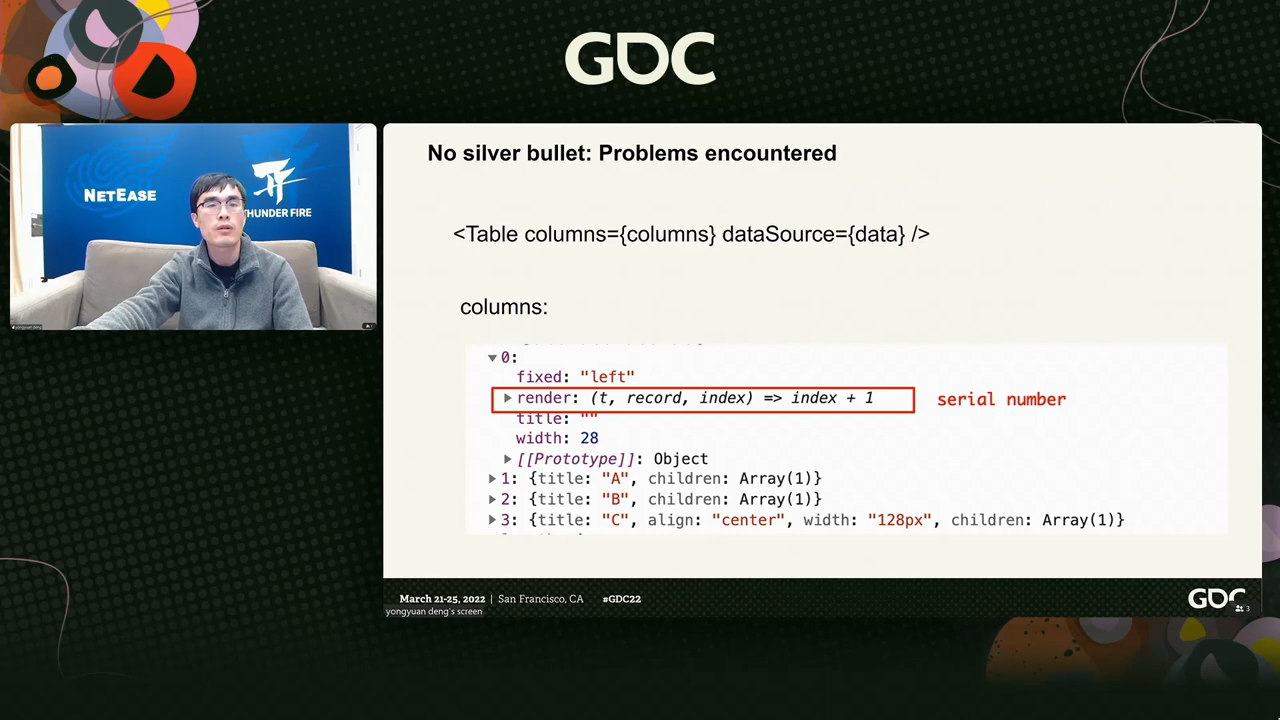 GDC
NETEASE
THUNDER FIRE
yongyuan deng
No silver bullet: Problems encountered
<Table columns={columns} dataSource={data} />
columns:
0:
fixed: "left"
render: (t, record, index) => index + 1
serial number
title: ""
width: 28
[[Prototype]]: Object
1: {title: "A", children: Array(1)}
2: {title: "B", children: Array(1)}
3: {title: "C", align: "center", width: "128px", children: Array(1)}
March 21-25, 2022 | San Francisco, CA #GDC22
GDC
yongyuan deng's screen
3